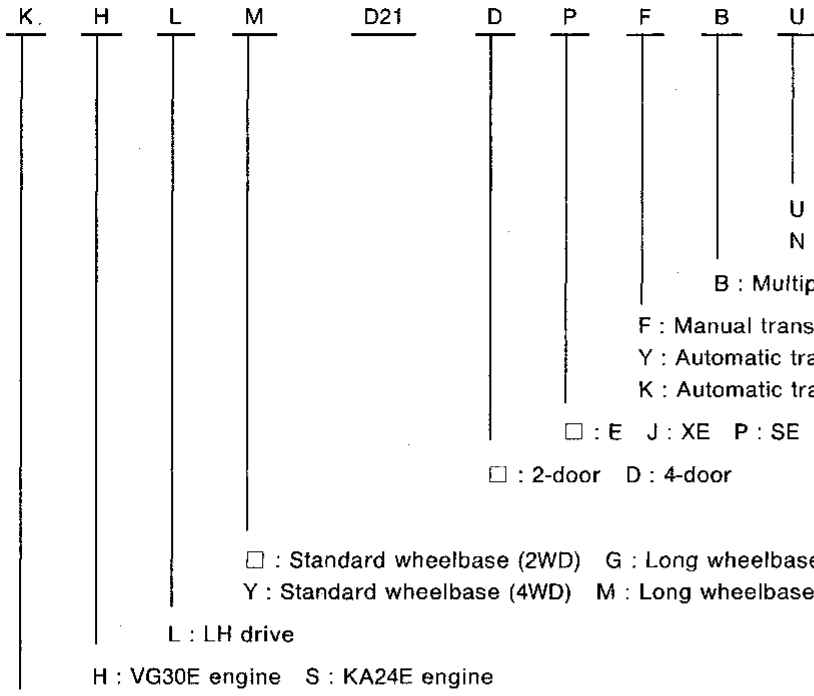 K. H L M D21 D P F B U
U
N
B : Multip
F : Manual trans
Y : Automatic tra
K : Automatic tra
□ : E J : XE P : SE
□ : 2-door D : 4-door
□ : Standard wheelbase (2WD) G : Long wheelbase
Y : Standard wheelbase (4WD) M : Long wheelbase
L : LH drive
H : VG30E engine S : KA24E engine